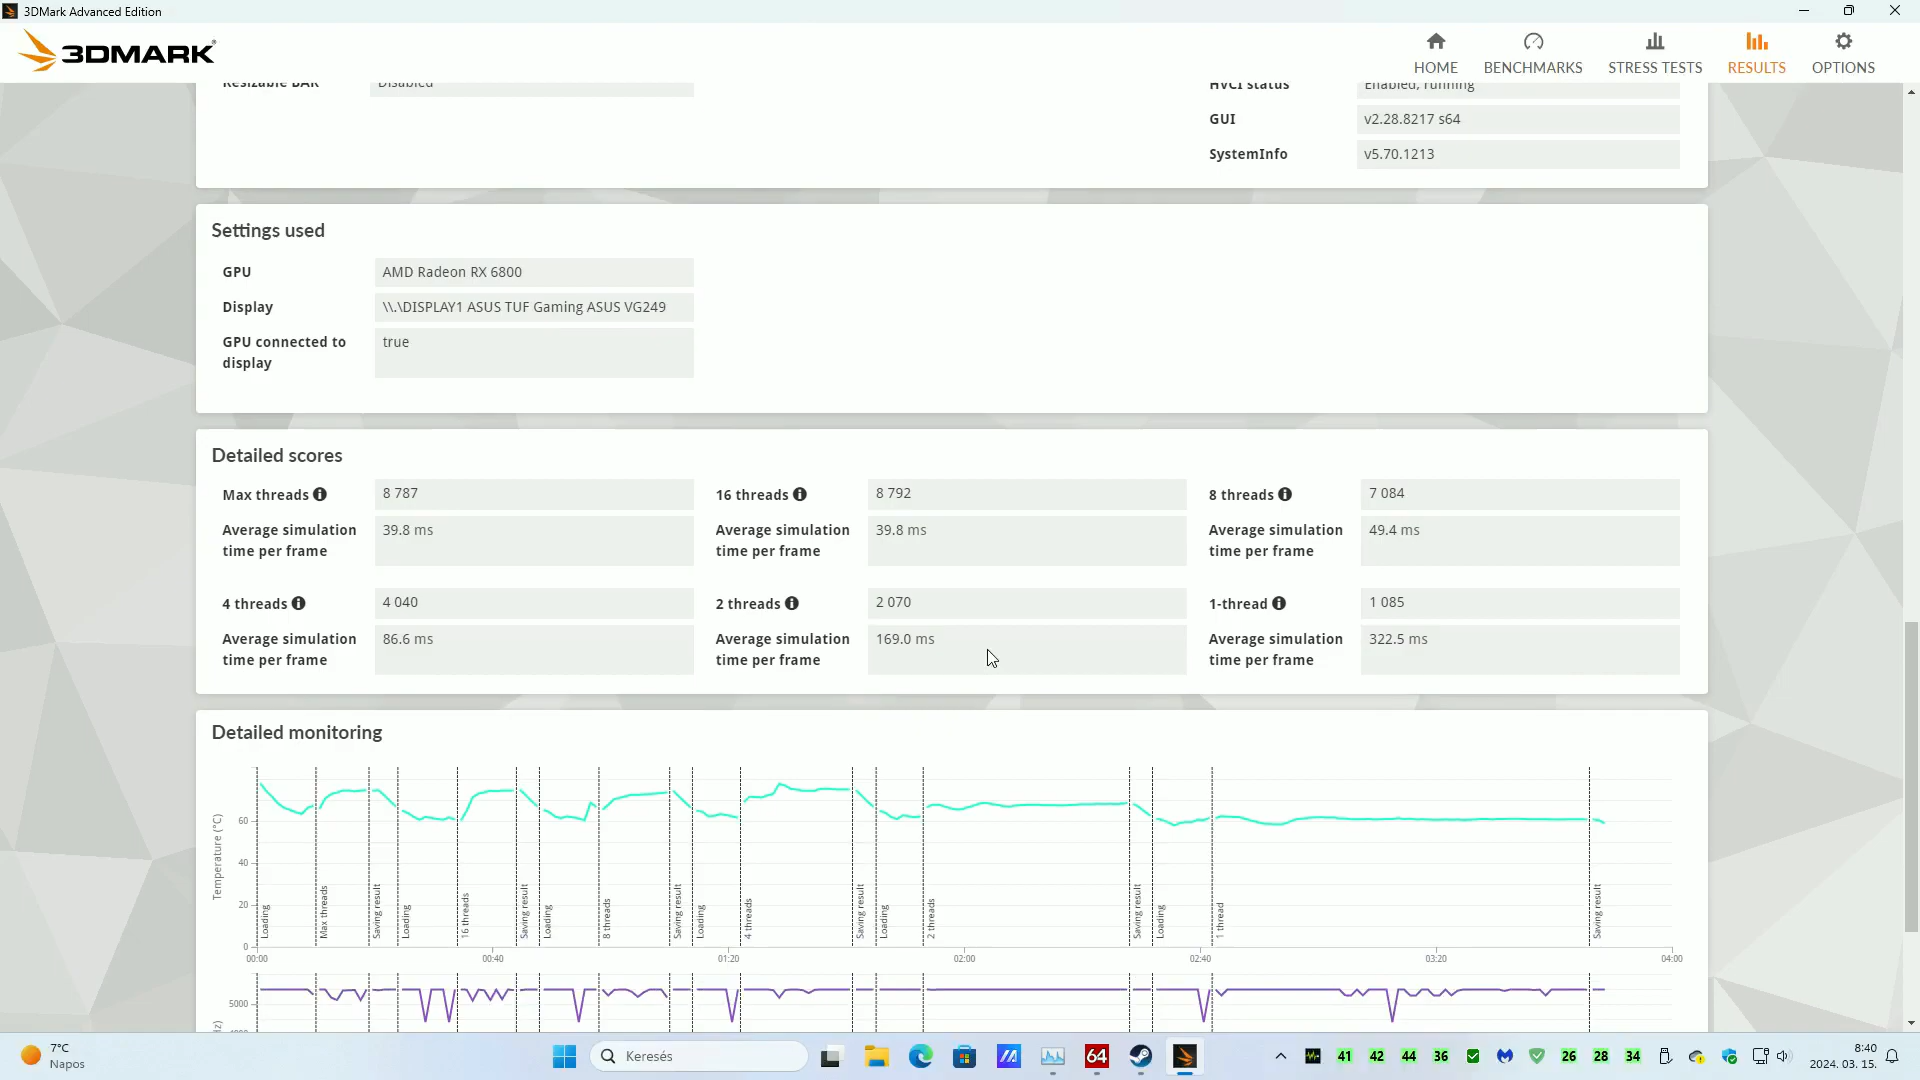 3DMark Advanced Edition
3DMARK
HOME
BENCHMARKS
STRESS TESTS
RESULTS
OPTIONS
Resizable BAR
Disabled
HVCI status
Enabled, running
GUI
v2.28.8217 s64
SystemInfo
v5.70.1213
Settings used
GPU
AMD Radeon RX 6800
Display
\\.\DISPLAY1 ASUS TUF Gaming ASUS VG249
GPU connected to
display
true
Detailed scores
Max threads
8 787
16 threads
8 792
8 threads
7 084
Average simulation
time per frame
39.8 ms
Average simulation
time per frame
39.8 ms
Average simulation
time per frame
49.4 ms
4 threads
4 040
2 threads
2 070
1-thread
1 085
Average simulation
time per frame
86.6 ms
Average simulation
time per frame
169.0 ms
Average simulation
time per frame
322.5 ms
Detailed monitoring
Temperature (°C)
60
40
20
0
Loading
Max threads
Saving result
Loading
16 threads
Saving result
Loading
8 threads
Saving result
Loading
4 threads
Saving result
Loading
2 threads
Saving result
Loading
1 thread
Saving result
00:00
00:40
01:20
02:00
02:40
03:20
04:00
5000
7°C
Napos
Keresés
64
41
42
44
36
26
28
34
8:40
2024. 03. 15.